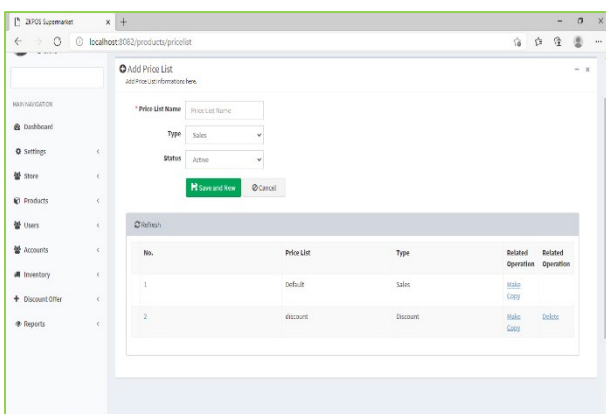 ZKPOS Supermarket
localhost:8082/products/pricelist
Add Price List
Add Price List informations here.
MAIN NAVIGATION
Dashboard
Settings
Store
Products
Users
Accounts
Inventory
Discount Offer
Reports
* Price List Name Price List Name
Type Sales
Status Active
Save and New Cancel
Refresh
No. Price List Type Related Operation Related Operation
1 Default Sales Make Copy
2 discount Discount Make Copy Delete